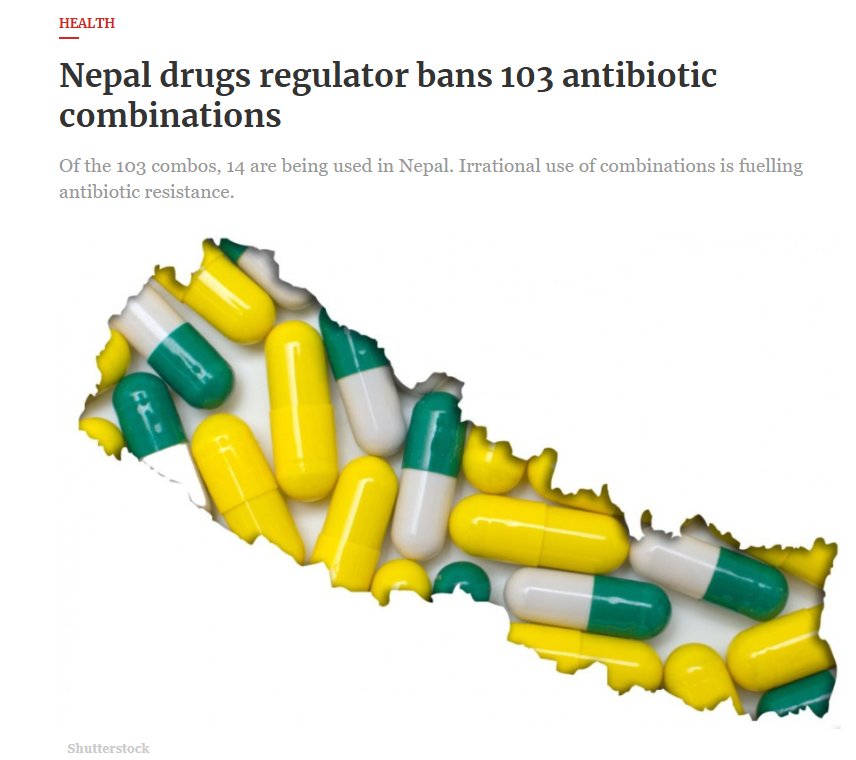 HEALTH
Nepal drugs regulator bans 103 antibiotic
combinations
Of the 103 combos, 14 are being used in Nepal. Irrational use of combinations is fuelling
antibiotic resistance.
Shutterstock